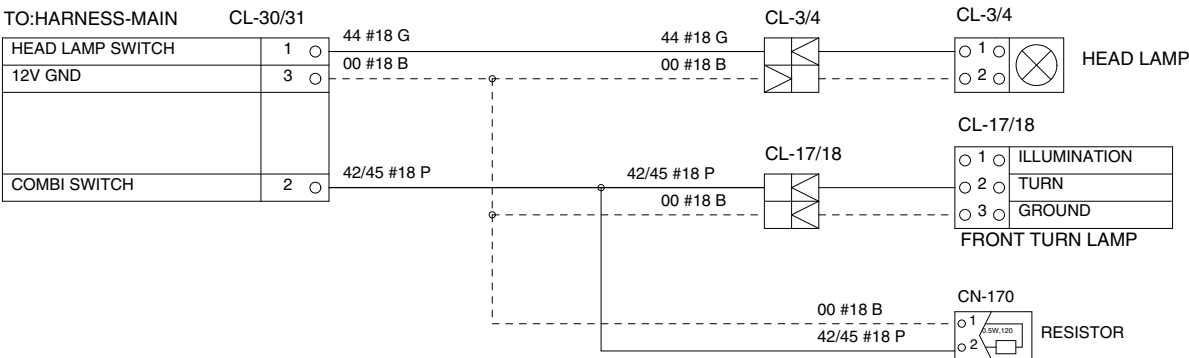 TO:HARNESS-MAIN CL-30/31 CL-3/4 CL-3/4
HEAD LAMP SWITCH 1 44 #18 G 44 #18 G 1 HEAD LAMP
12V GND 3 00 #18 B 00 #18 B 2
CL-17/18 CL-17/18
1 ILLUMINATION
COMBI SWITCH 2 42/45 #18 P 42/45 #18 P 2 TURN
00 #18 B 3 GROUND
FRONT TURN LAMP
CN-170
00 #18 B 1 0.5W,120 RESISTOR
42/45 #18 P 2